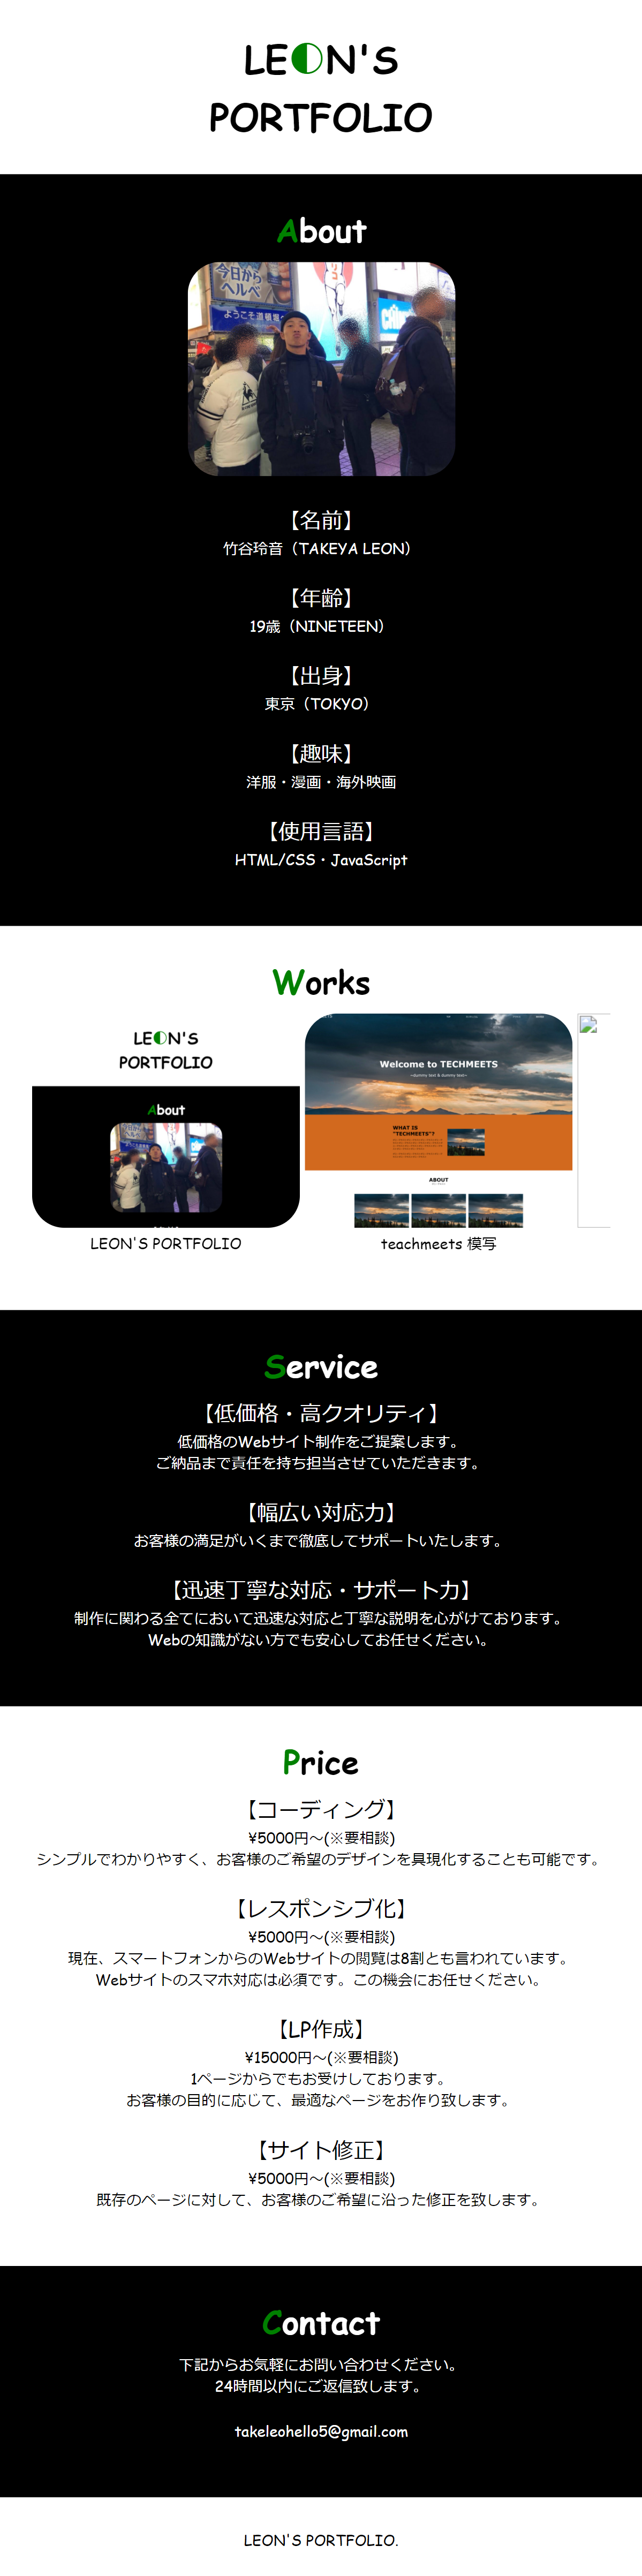 LE◐N'S
PORTFOLIO
About
今日から
ヘルペ
ようこそ道頓堀
【名前】
竹谷玲音（TAKEYA LEON）
【年齢】
19歳（NINETEEN）
【出身】
東京（TOKYO）
【趣味】
洋服・漫画・海外映画
【使用言語】
HTML/CSS・JavaScript
Works
LE◐N'S
PORTFOLIO
About
LEON'S PORTFOLIO
Welcome to TECHMEETS
WHAT IS
"TECHMEETS"?
ABOUT
teachmeets 模写
Service
【低価格・高クオリティ】
低価格のWebサイト制作をご提案します。
ご納品まで責任を持ち担当させていただきます。
【幅広い対応力】
お客様の満足がいくまで徹底してサポートいたします。
【迅速丁寧な対応・サポート力】
制作に関わる全てにおいて迅速な対応と丁寧な説明を心がけております。
Webの知識がない方でも安心してお任せください。
Price
【コーディング】
¥5000円～(※要相談)
シンプルでわかりやすく、お客様のご希望のデザインを具現化することも可能です。
【レスポンシブ化】
¥5000円～(※要相談)
現在、スマートフォンからのWebサイトの閲覧は8割とも言われています。
Webサイトのスマホ対応は必須です。この機会にお任せください。
【LP作成】
¥15000円～(※要相談)
1ページからでもお受けしております。
お客様の目的に応じて、最適なページをお作り致します。
【サイト修正】
¥5000円～(※要相談)
既存のページに対して、お客様のご希望に沿った修正を致します。
Contact
下記からお気軽にお問い合わせください。
24時間以内にご返信致します。
takeleohello5@gmail.com
LEON'S PORTFOLIO.